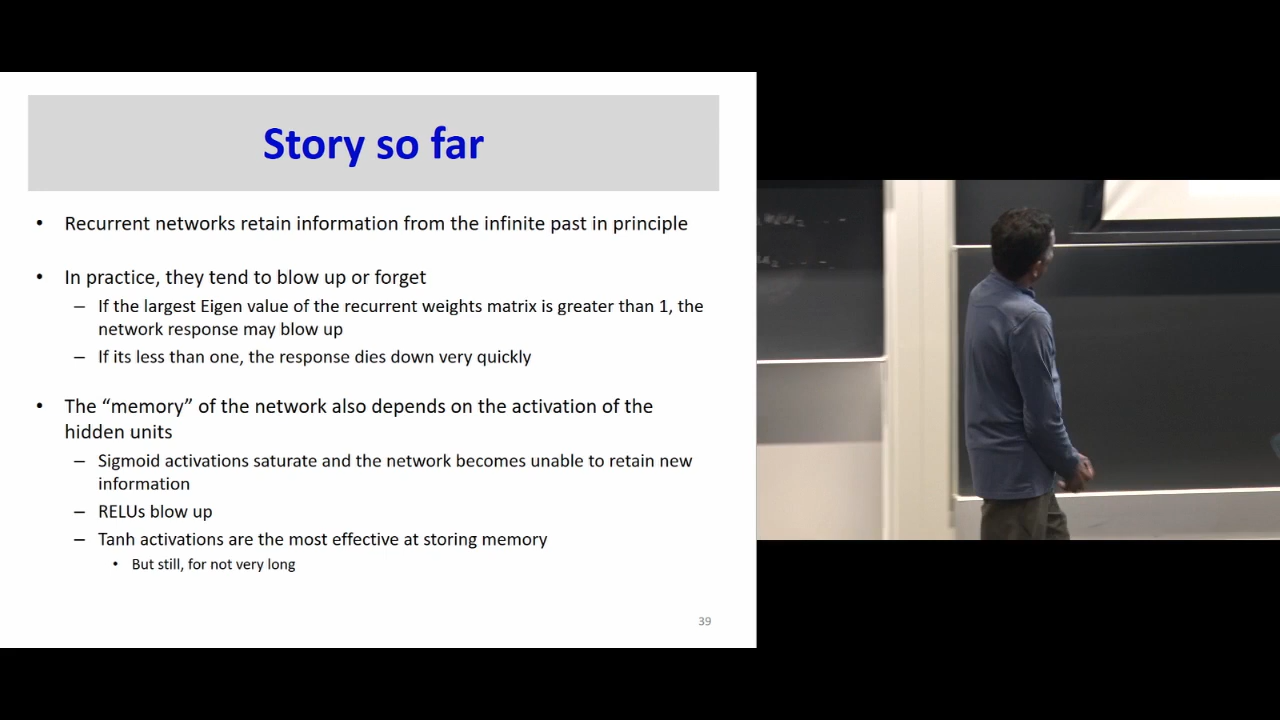 Story so far
• Recurrent networks retain information from the infinite past in principle
• In practice, they tend to blow up or forget
– If the largest Eigen value of the recurrent weights matrix is greater than 1, the
network response may blow up
– If its less than one, the response dies down very quickly
• The “memory” of the network also depends on the activation of the
hidden units
– Sigmoid activations saturate and the network becomes unable to retain new
information
– RELUs blow up
– Tanh activations are the most effective at storing memory
• But still, for not very long
39